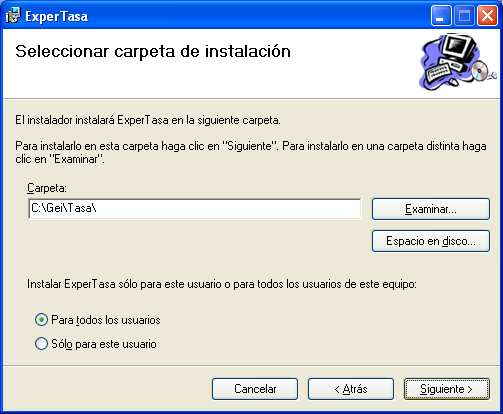 ExperTasa
Seleccionar carpeta de instalación
El instalador instalará ExperTasa en la siguiente carpeta.
Para instalarlo en esta carpeta haga clic en "Siguiente". Para instalarlo en una carpeta distinta haga
clic en "Examinar".
Carpeta:
C:\Gei\Tasa\
Examinar...
Espacio en disco...
Instalar ExperTasa sólo para este usuario o para todos los usuarios de este equipo:
Para todos los usuarios
Sólo para este usuario
Cancelar
< Atrás
Siguiente >